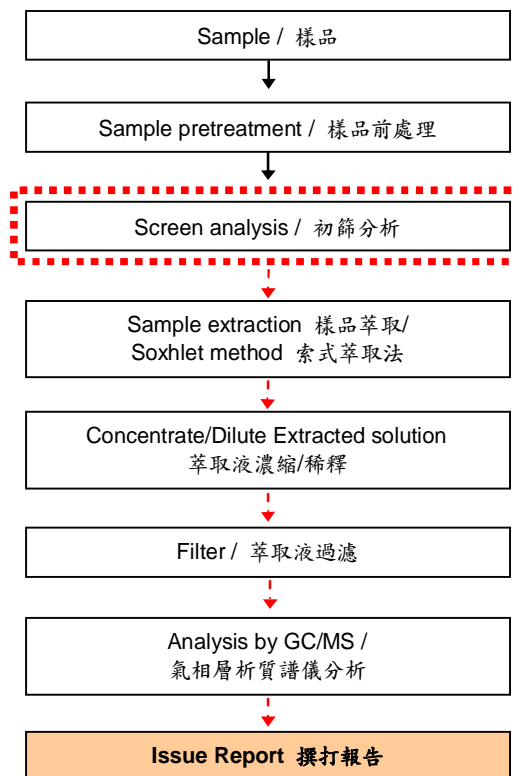 Sample / 樣品
Sample pretreatment / 樣品前處理
Screen analysis / 初篩分析
Sample extraction 樣品萃取/
Soxhlet method 索式萃取法
Concentrate/Dilute Extracted solution
萃取液濃縮/稀釋
Filter / 萃取液過濾
Analysis by GC/MS /
氣相層析質譜儀分析
Issue Report 撰打報告